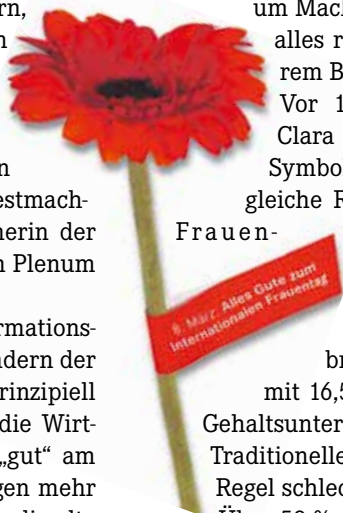 rn,
n
n
estmach-
nerin der
n Plenum
rmations-
ndern der
rinzipiell
die Wirt-
„gut“ am
gen mehr
um Mach
alles r
rem B
Vor 1
Clara
Symbo
gleiche R
Frauen-
br
mit 16,5
Gehaltsunter
Traditionelle
Regel schlec
8. März: Alles Gute zum
Internationalen Frauentag